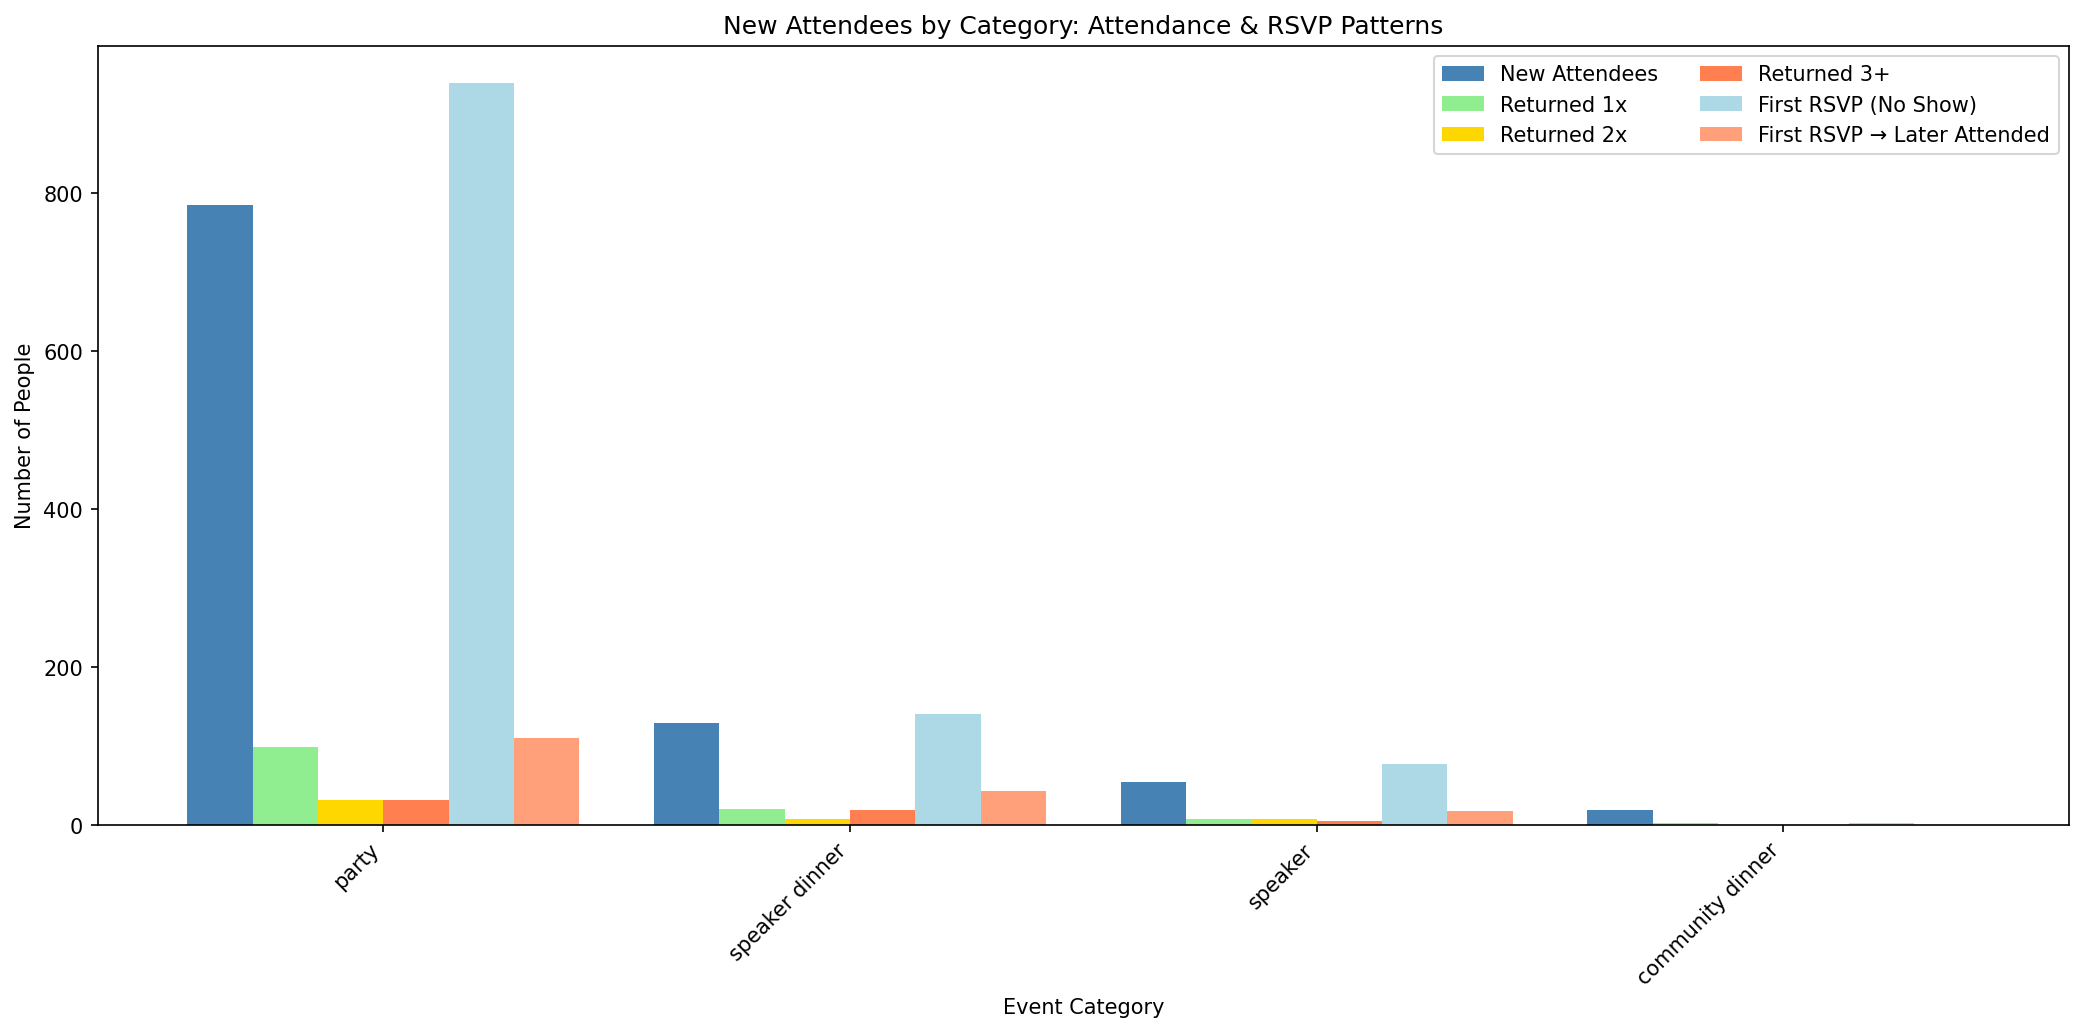 New Attendees by Category: Attendance & RSVP Patterns
New Attendees
Returned 1x
Returned 2x
Returned 3+
First RSVP (No Show)
First RSVP → Later Attended
Number of People
800
600
400
200
0
party
speaker dinner
speaker
community dinner
Event Category